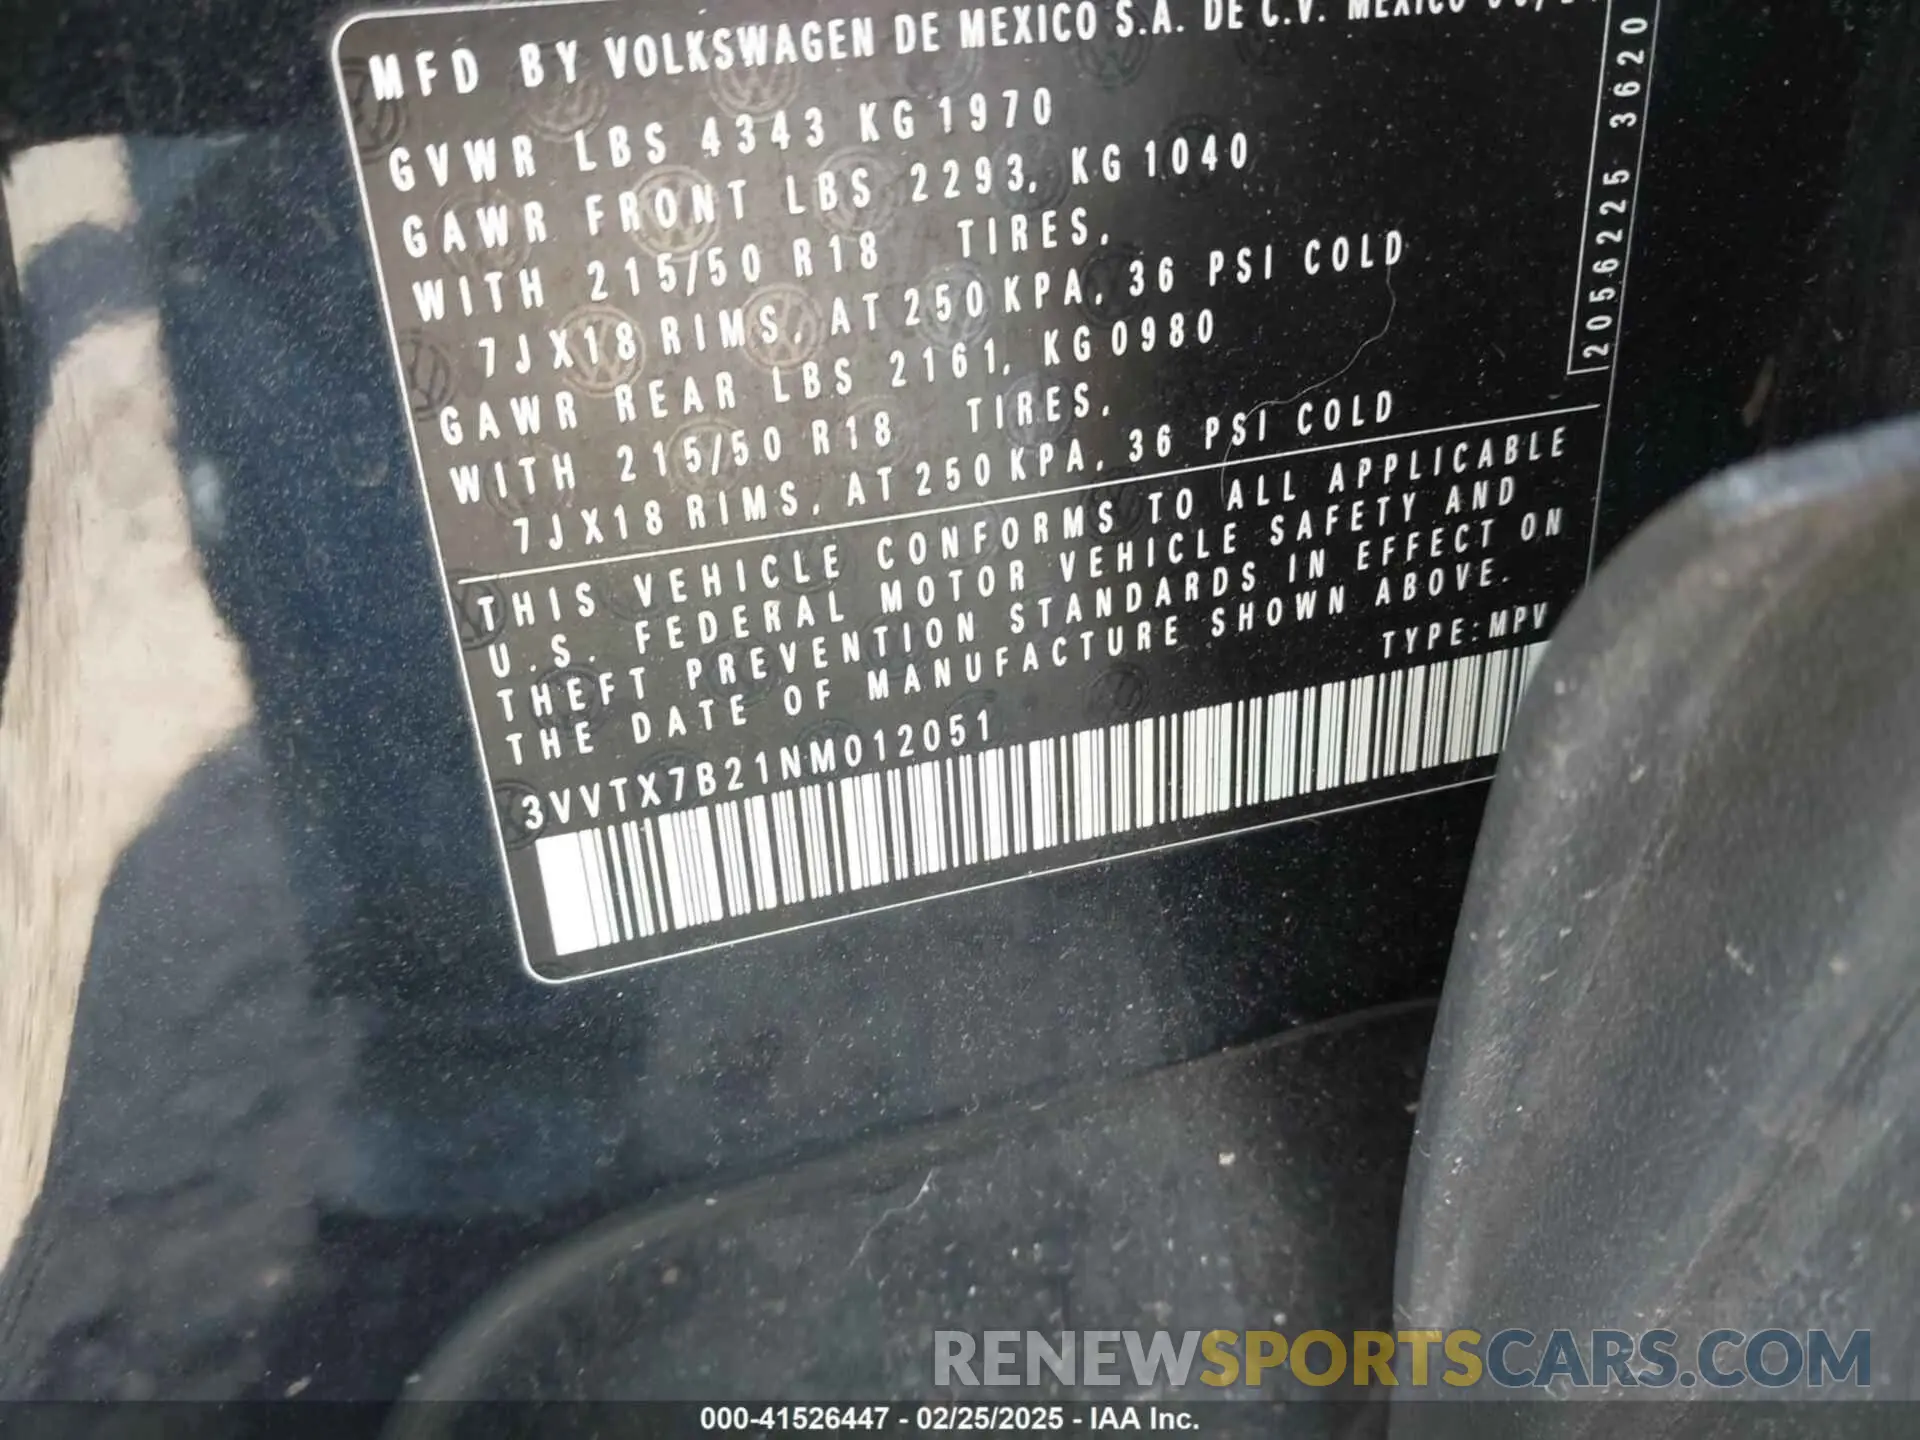 MFD BY VOLKSWAGEN DE MEXICO S.A. DE C.V. MEXICO
GVWR LBS 4343 KG 1970
GAWR FRONT LBS 2293, KG 1040
WITH 215/50 R18 TIRES,
7JX18 RIMS, AT 250 KPA, 36 PSI COLD
GAWR REAR LBS 2161, KG 0980
WITH 215/50 R18 TIRES,
7JX18 RIMS, AT 250 KPA, 36 PSI COLD
THIS VEHICLE CONFORMS TO ALL APPLICABLE
U.S. FEDERAL MOTOR VEHICLE SAFETY AND
THEFT PREVENTION STANDARDS IN EFFECT ON
THE DATE OF MANUFACTURE SHOWN ABOVE.
TYPE:MPV
3VVTX7B21NM012051
2056225 3620
RENEWSPORTSCARS.COM
000-41526447 - 02/25/2025 - IAA Inc.